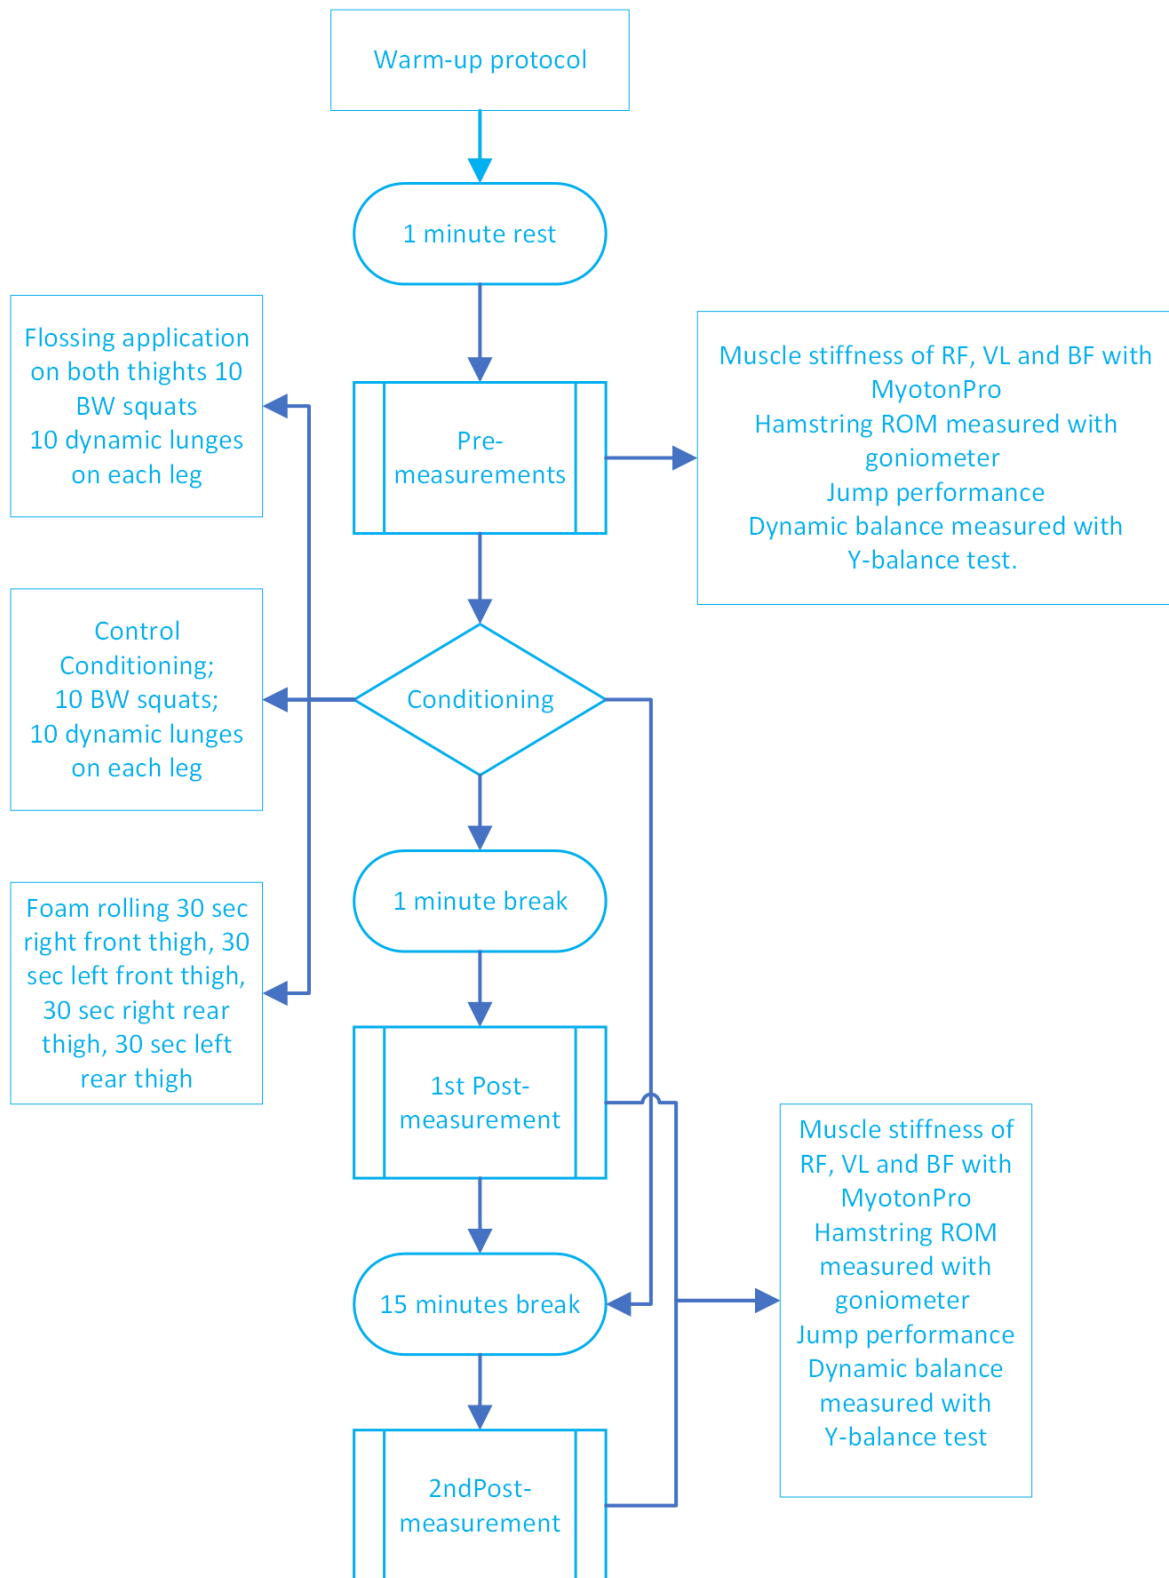 Warm-up protocol
1 minute rest
Flossing application
on both thights 10
BW squats
10 dynamic lunges
on each leg
Pre-
measurements
Muscle stiffness of RF, VL and BF with
MyotonPro
Hamstring ROM measured with
goniometer
Jump performance
Dynamic balance measured with
Y-balance test.
Control
Conditioning;
10 BW squats;
10 dynamic lunges
on each leg
Conditioning
1 minute break
Foam rolling 30 sec
right front thigh, 30
sec left front thigh,
30 sec right rear
thigh, 30 sec left
rear thigh
1st Post-
measurement
Muscle stiffness of
RF, VL and BF with
MyotonPro
Hamstring ROM
measured with
goniometer
Jump performance
Dynamic balance
measured with
Y-balance test
15 minutes break
2ndPost-
measurement